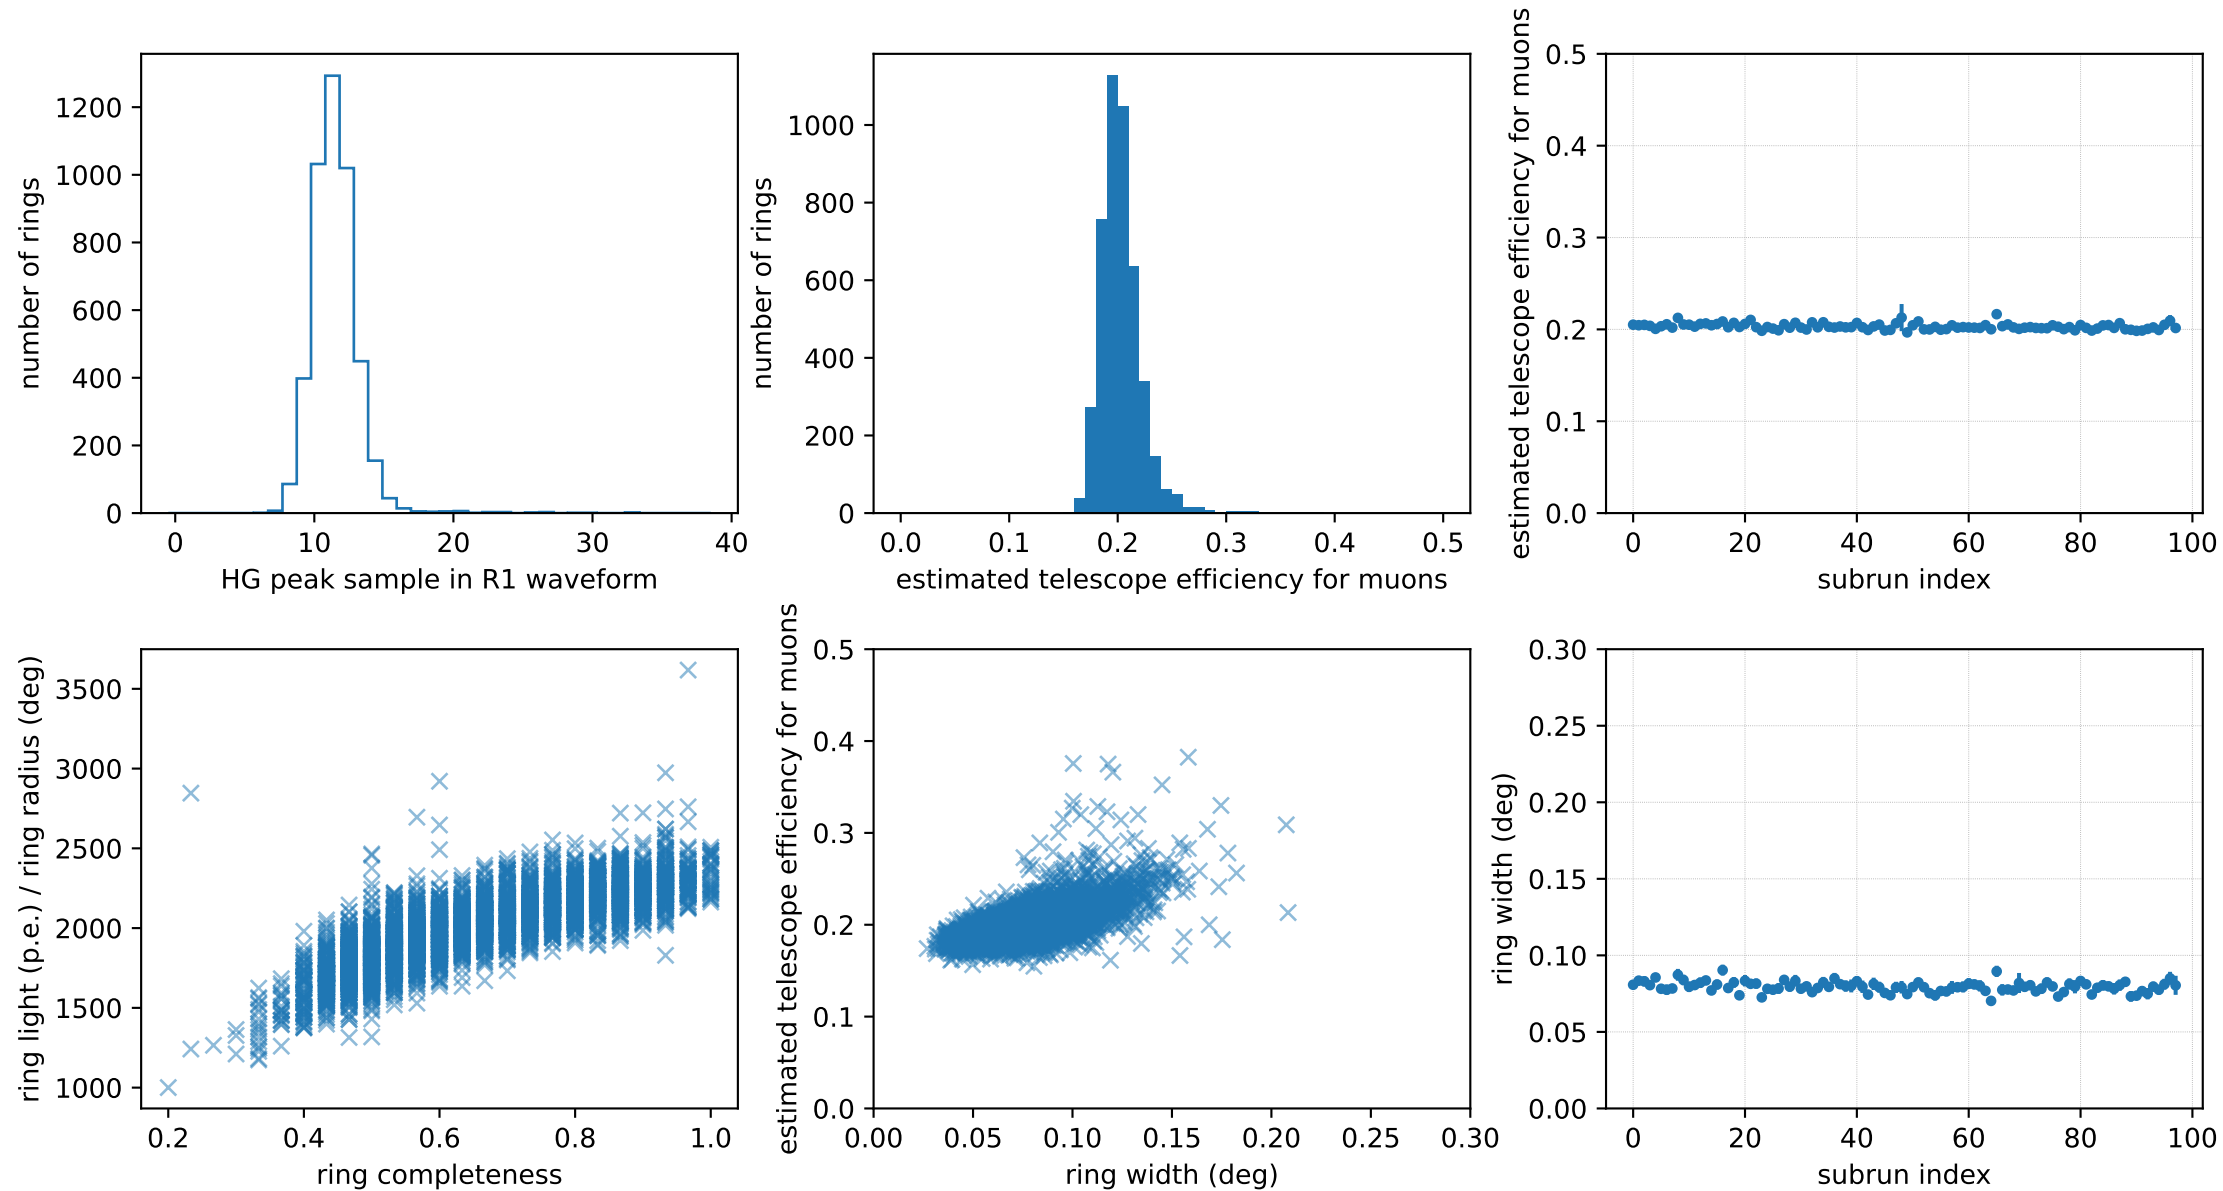 1200
1000
800
600
400
200
0
number of rings
0 10 20 30 40
HG peak sample in R1 waveform
1000
800
600
400
200
0
number of rings
0.0 0.1 0.2 0.3 0.4 0.5
estimated telescope efficiency for muons
0.5
0.4
0.3
0.2
0.1
0.0
estimated telescope efficiency for muons
0 20 40 60 80 100
subrun index
3500
3000
2500
2000
1500
1000
ring light (p.e.) / ring radius (deg)
0.2 0.4 0.6 0.8 1.0
ring completeness
0.5
0.4
0.3
0.2
0.1
0.0
estimated telescope efficiency for muons
0.00 0.05 0.10 0.15 0.20 0.25 0.30
ring width (deg)
0.30
0.25
0.20
0.15
0.10
0.05
0.00
ring width (deg)
0 20 40 60 80 100
subrun index